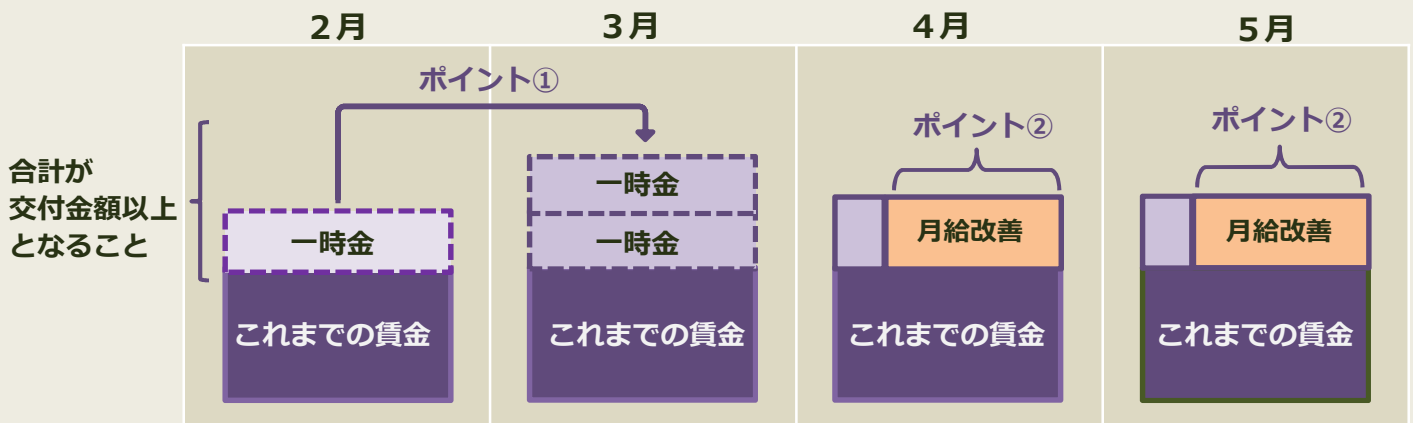 2月
3月
4月
5月
ポイント①
ポイント②
ポイント②
合計が
交付金額以上
となること
一時金
一時金
一時金
月給改善
月給改善
これまでの賃金
これまでの賃金
これまでの賃金
これまでの賃金